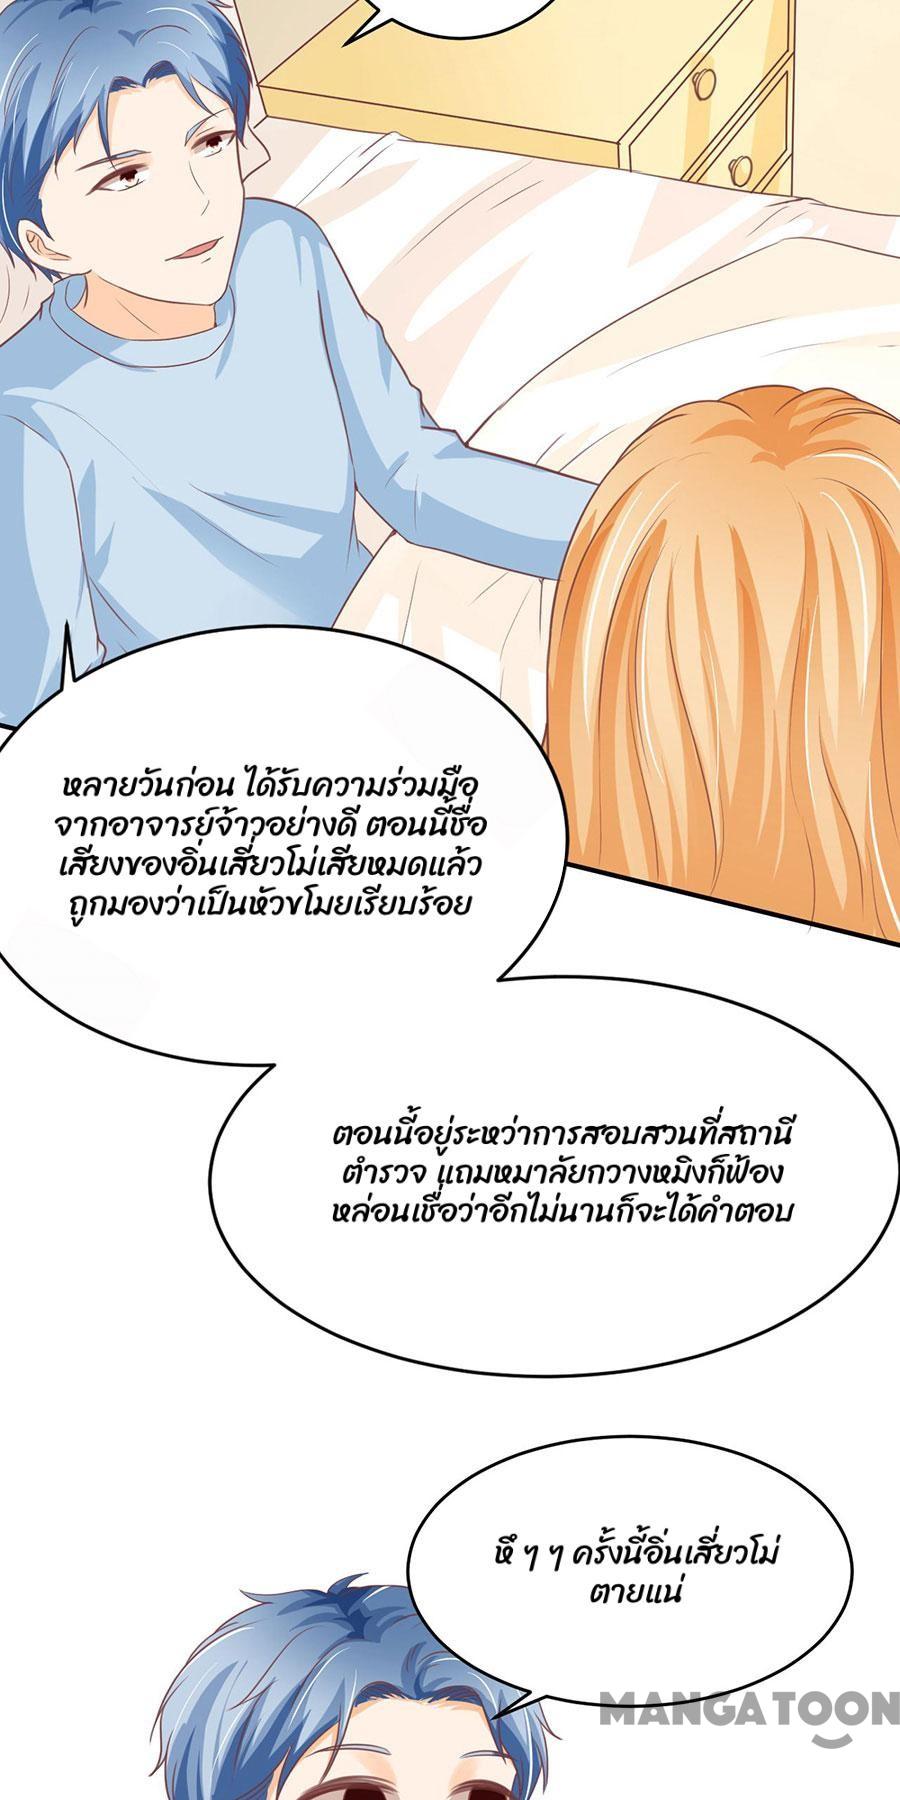 หลายวันก่อน ได้รับความร่วมมือ
จากอาจารย์จ้าวอย่างดี ตอนนี้ชื่อ
เสียงของอิ่นเสี่ยวโม่เสียหมดแล้ว
ถูกมองว่าเป็นหัวขโมยเรียบร้อย
ตอนนี้อยู่ระหว่าการสอบสวนที่สถานี
ตำรวจ แถมหมาลัยกวางหมิงก็ฟ้อง
หล่อนเชื่อว่าอีกไม่นานก็จะได้คำตอบ
หึ ๆ ๆ ครั้งนี้อิ่นเสี่ยวโม่
ตายแน่
MANGATOON